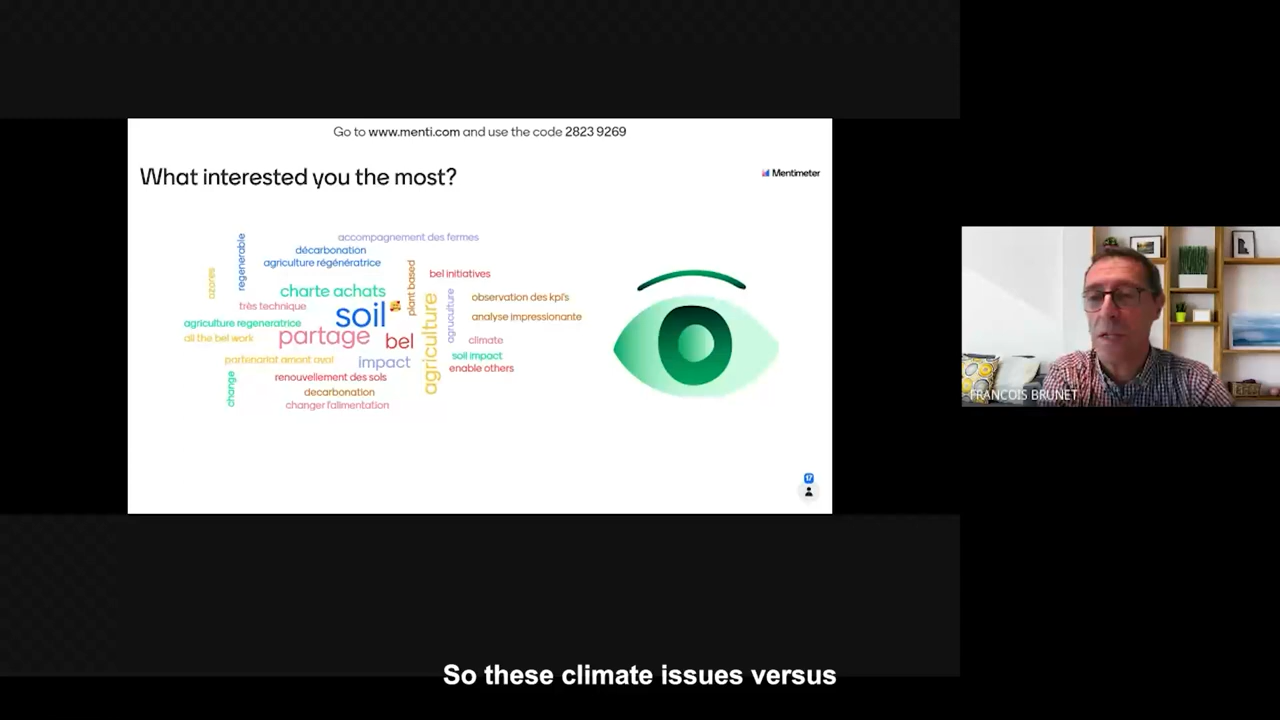 Go to www.menti.com and use the code 2823 9269
What interested you the most?
Mentimeter
accompagnement des fermes
regenerable
décarbonation
agriculture régénératrice
azores
plant based
bel initiatives
charte achats
agruculture
agriculture
observation des kpi's
très technique
soil
analyse impressionante
agriculture regeneratrice
partage
bel
all the bel work
climate
partenariat amont aval
impact
soil impact
enable others
change
renouvellement des sols
decarbonation
changer l'alimentation
17
FRANCOIS BRUNET
So these climate issues versus